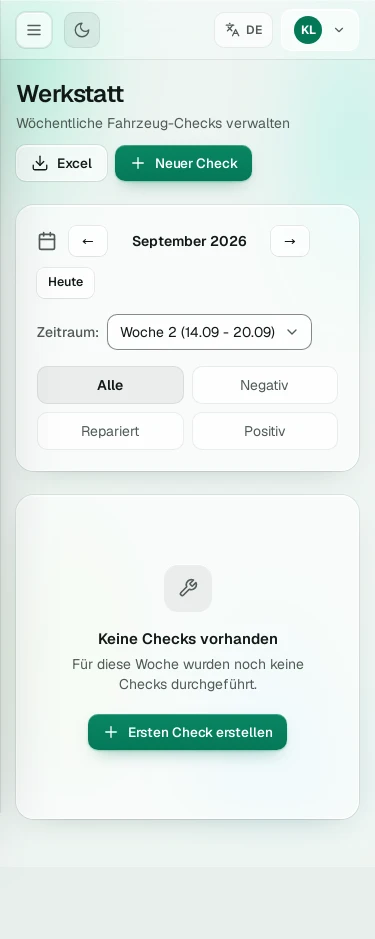 DE
KL
Werkstatt
Wöchentliche Fahrzeug-Checks verwalten
Excel
Neuer Check
←
September 2026
→
Heute
Zeitraum:
Woche 2 (14.09 - 20.09)
Alle
Negativ
Repariert
Positiv
Keine Checks vorhanden
Für diese Woche wurden noch keine
Checks durchgeführt.
Ersten Check erstellen